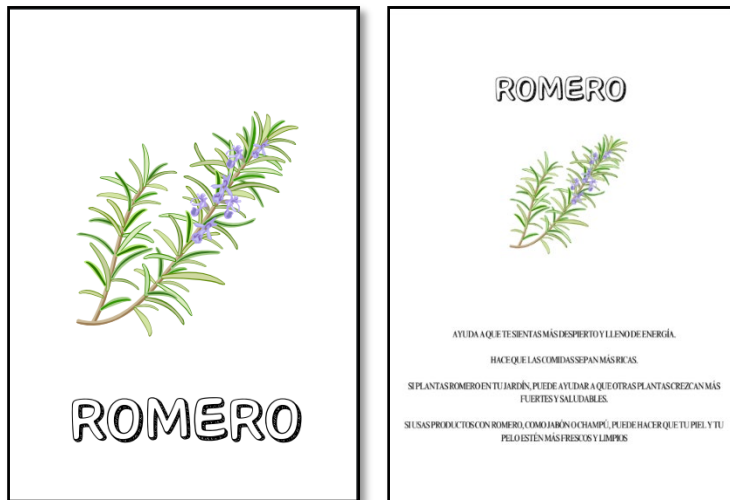 ROMERO
ROMERO
AYUDA A QUE TE SIENTAS MÁS DESPIERTO Y LLENO DE ENERGÍA.
HACE QUE LAS COMIDAS SEPAN MÁS RICAS.
SI PLANTAS ROMERO EN TU JARDÍN, PUEDE AYUDAR A QUE OTRAS PLANTAS CREZCAN MÁS
FUERTES Y SALUDABLES.
SI USAS PRODUCTOS CON ROMERO, COMO JABÓN O CHAMPÚ, PUEDE HACER QUE TU PIEL Y TU
PELO ESTÉN MÁS FRESCOS Y LIMPIOS